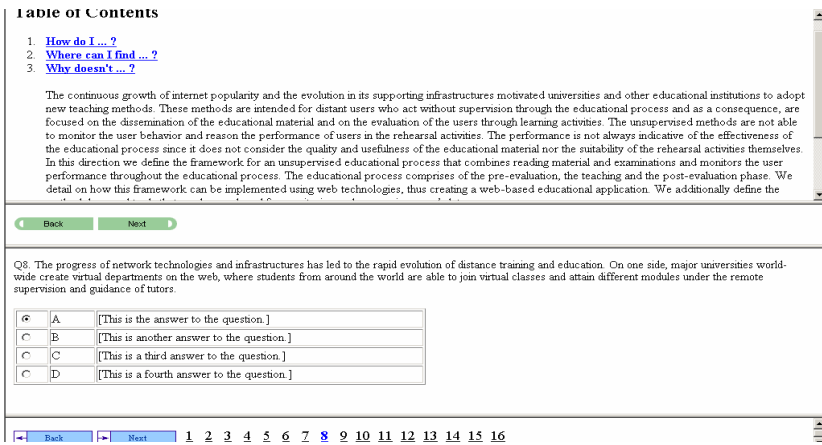 Table of Contents
1. How do I ... ?
2. Where can I find ... ?
3. Why doesn't ... ?
The continuous growth of internet popularity and the evolution in its supporting infrastructures motivated universities and other educational institutions to adopt
new teaching methods. These methods are intended for distant users who act without supervision through the educational process and as a consequence, are
focused on the dissemination of the educational material and on the evaluation of the users through learning activities. The unsupervised methods are not able
to monitor the user behavior and reason the performance of users in the rehearsal activities. The performance is not always indicative of the effectiveness of
the educational process since it does not consider the quality and usefulness of the educational material nor the suitability of the rehearsal activities themselves.
In this direction we define the framework for an unsupervised educational process that combines reading material and examinations and monitors the user
performance throughout the educational process. The educational process comprises of the pre-evaluation, the teaching and the post-evaluation phase. We
detail on how this framework can be implemented using web technologies, thus creating a web-based educational application. We additionally define the
Back Next
Q8. The progress of network technologies and infrastructures has led to the rapid evolution of distance training and education. On one side, major universities world-
wide create virtual departments on the web, where students from around the world are able to join virtual classes and attain different modules under the remote
supervision and guidance of tutors.
A [This is the answer to the question.]
B [This is another answer to the question.]
C [This is a third answer to the question.]
D [This is a fourth answer to the question.]
Back Next 1 2 3 4 5 6 7 8 9 10 11 12 13 14 15 16